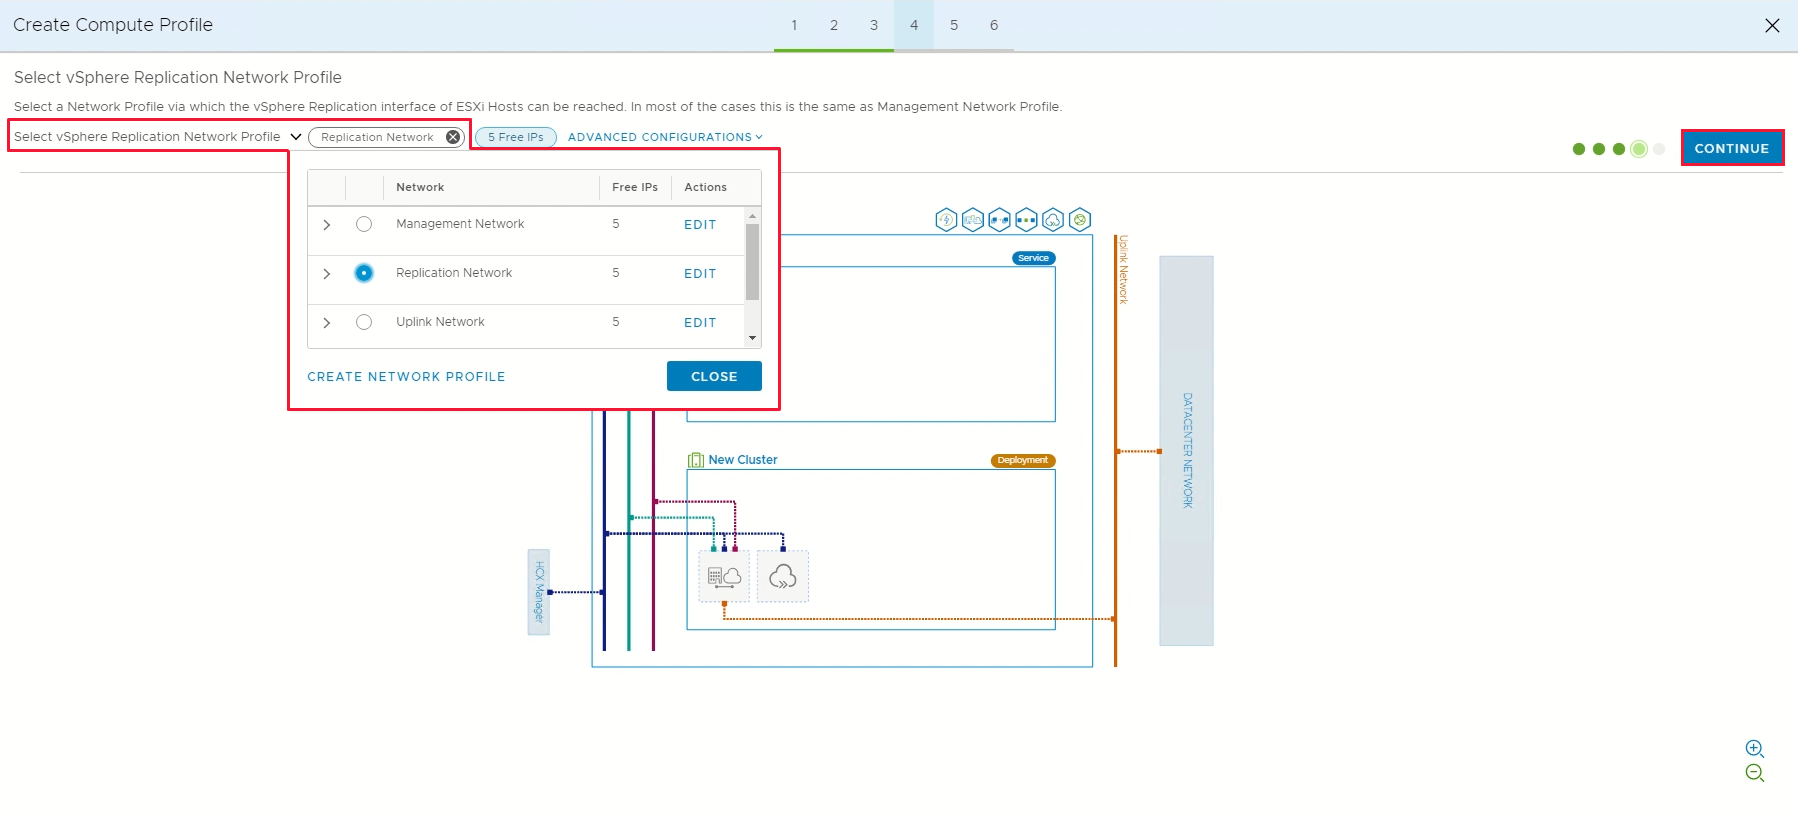 Create Compute Profile
1 2 3 4 5 6
Select vSphere Replication Network Profile
Select a Network Profile via which the vSphere Replication interface of ESXi Hosts can be reached. In most of the cases this is the same as Management Network Profile.
Select vSphere Replication Network Profile
Replication Network
5 Free IPs
ADVANCED CONFIGURATIONS
CONTINUE
Network Free IPs Actions
Management Network 5 EDIT
Replication Network 5 EDIT
Uplink Network 5 EDIT
CREATE NETWORK PROFILE
CLOSE
Service
Uplink Network
DATACENTER NETWORK
New Cluster
Deployment
HCX Manager